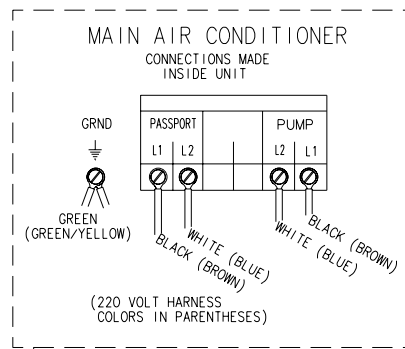 MAIN AIR CONDITIONER
CONNECTIONS MADE
INSIDE UNIT
GRND
PASSPORT
PUMP
L1
L2
L2
L1
GREEN
(GREEN/YELLOW)
BLACK (BROWN)
WHITE (BLUE)
WHITE (BLUE)
BLACK (BROWN)
(220 VOLT HARNESS
COLORS IN PARENTHESES)